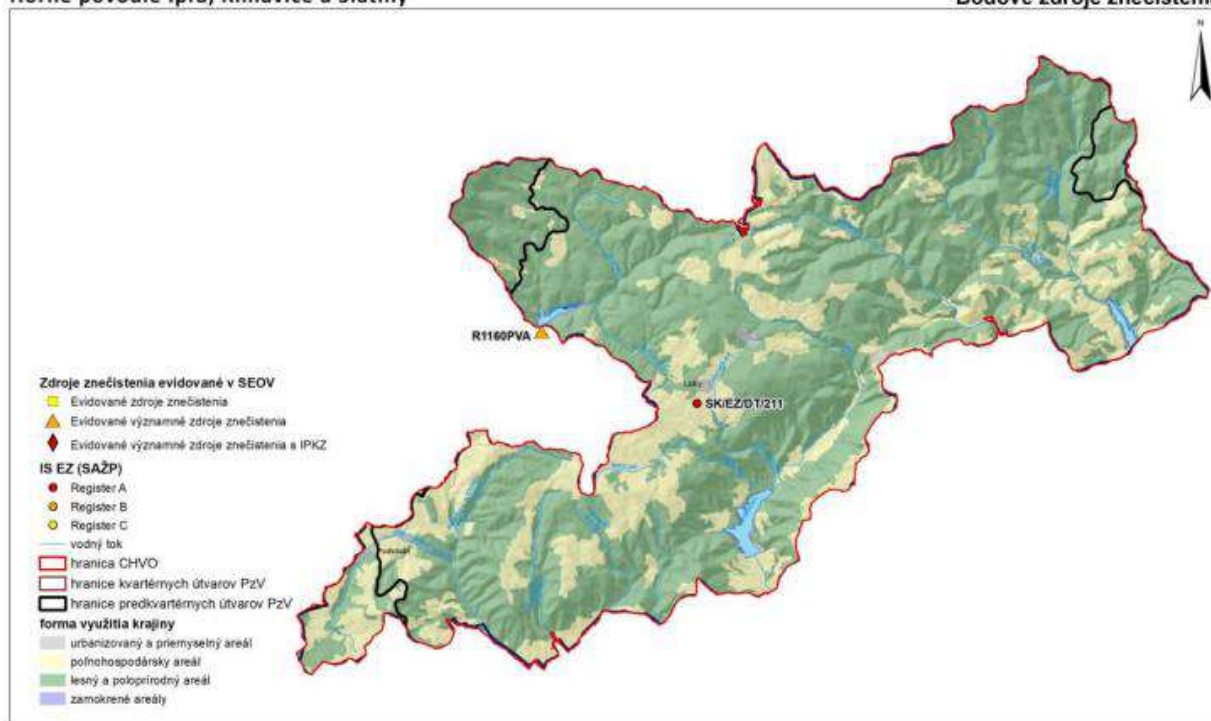 Horné povodie Ipľa, Rimavice a Slatiny
Bodové zdroje znečistenia
N
R1160PVA
SK/EZ/DT/211
Zdroje znečistenia evidované v SEOV
Evidované zdroje znečistenia
Evidované významné zdroje znečistenia
Evidované významné zdroje znečistenia a IPKZ
IS EZ (SAŽP)
Register A
Register B
Register C
vodný tok
hranica CHVO
hranice kvartérnych útvarov PzV
hranice predkvartérnych útvarov PzV
forma využitia krajiny
urbanizovaný a priemyselný areál
poľnohospodársky areál
lesný a poloprírodný areál
zamokrené areály